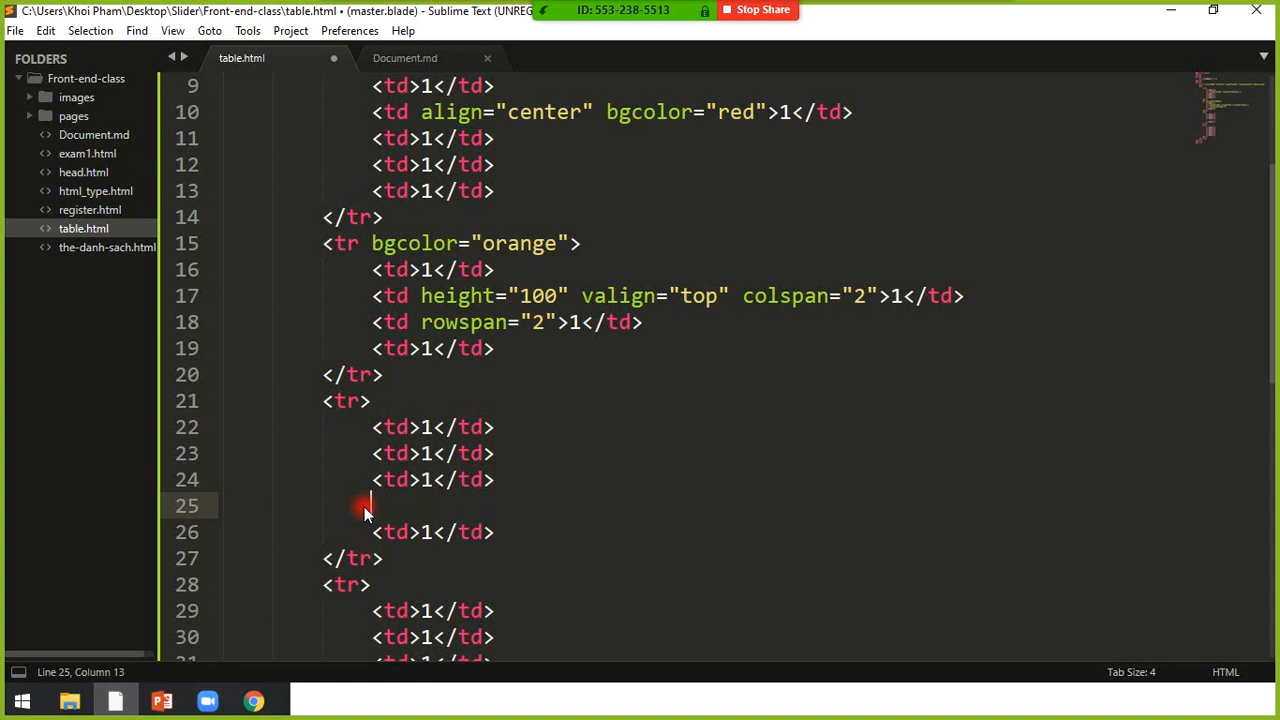 C:\Users\Khoi Pham\Desktop\Slider\Front-end-class\table.html • (master.blade) - Sublime Text (UNREG
ID: 553-238-5513
Stop Share
File Edit Selection Find View Goto Tools Project Preferences Help
FOLDERS
Front-end-class
images
pages
Document.md
exam1.html
head.html
html_type.html
register.html
table.html
the-danh-sach.html
table.html Document.md
9 <td>1</td>
10 <td align="center" bgcolor="red">1</td>
11 <td>1</td>
12 <td>1</td>
13 <td>1</td>
14 </tr>
15 <tr bgcolor="orange">
16 <td>1</td>
17 <td height="100" valign="top" colspan="2">1</td>
18 <td rowspan="2">1</td>
19 <td>1</td>
20 </tr>
21 <tr>
22 <td>1</td>
23 <td>1</td>
24 <td>1</td>
25
26 <td>1</td>
27 </tr>
28 <tr>
29 <td>1</td>
30 <td>1</td>
31 <td>1</td>
Line 25, Column 13
Tab Size: 4
HTML